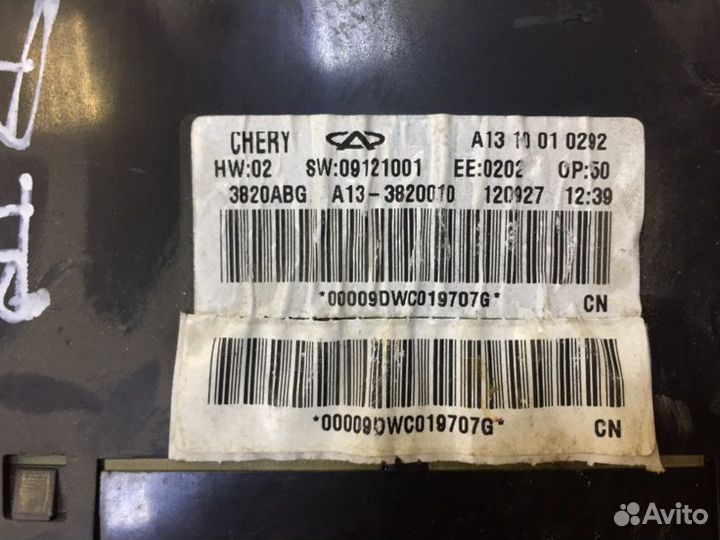 CHERY A13 10 01 0292
HW:02 SW:09121001 EE:0202 OP:50
3820ABG A13-3820010 120927 12:39
*00009DWC019707G* CN
*00009DWC019707G* CN
Avito